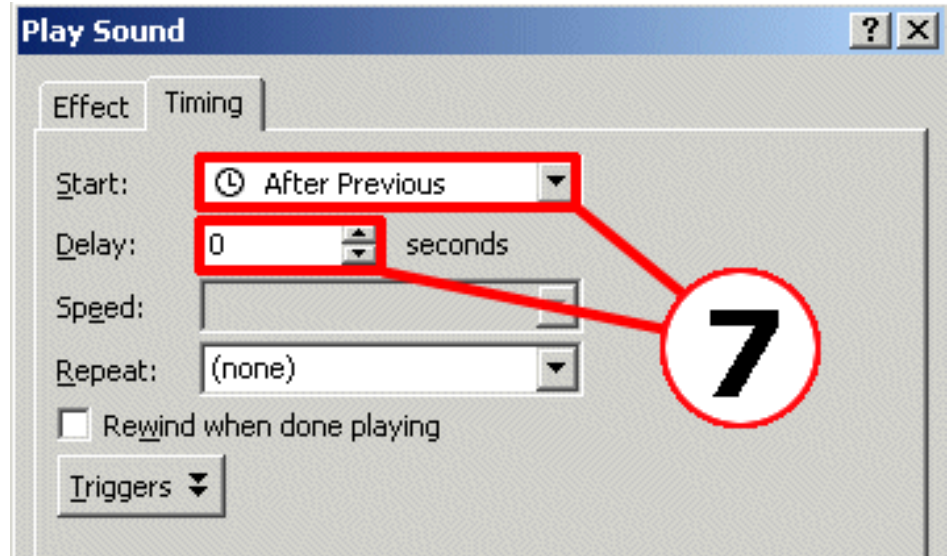 Play Sound
Effect Timing
Start: After Previous
Delay: 0 seconds
Speed:
Repeat: (none)
Rewind when done playing
Triggers
7